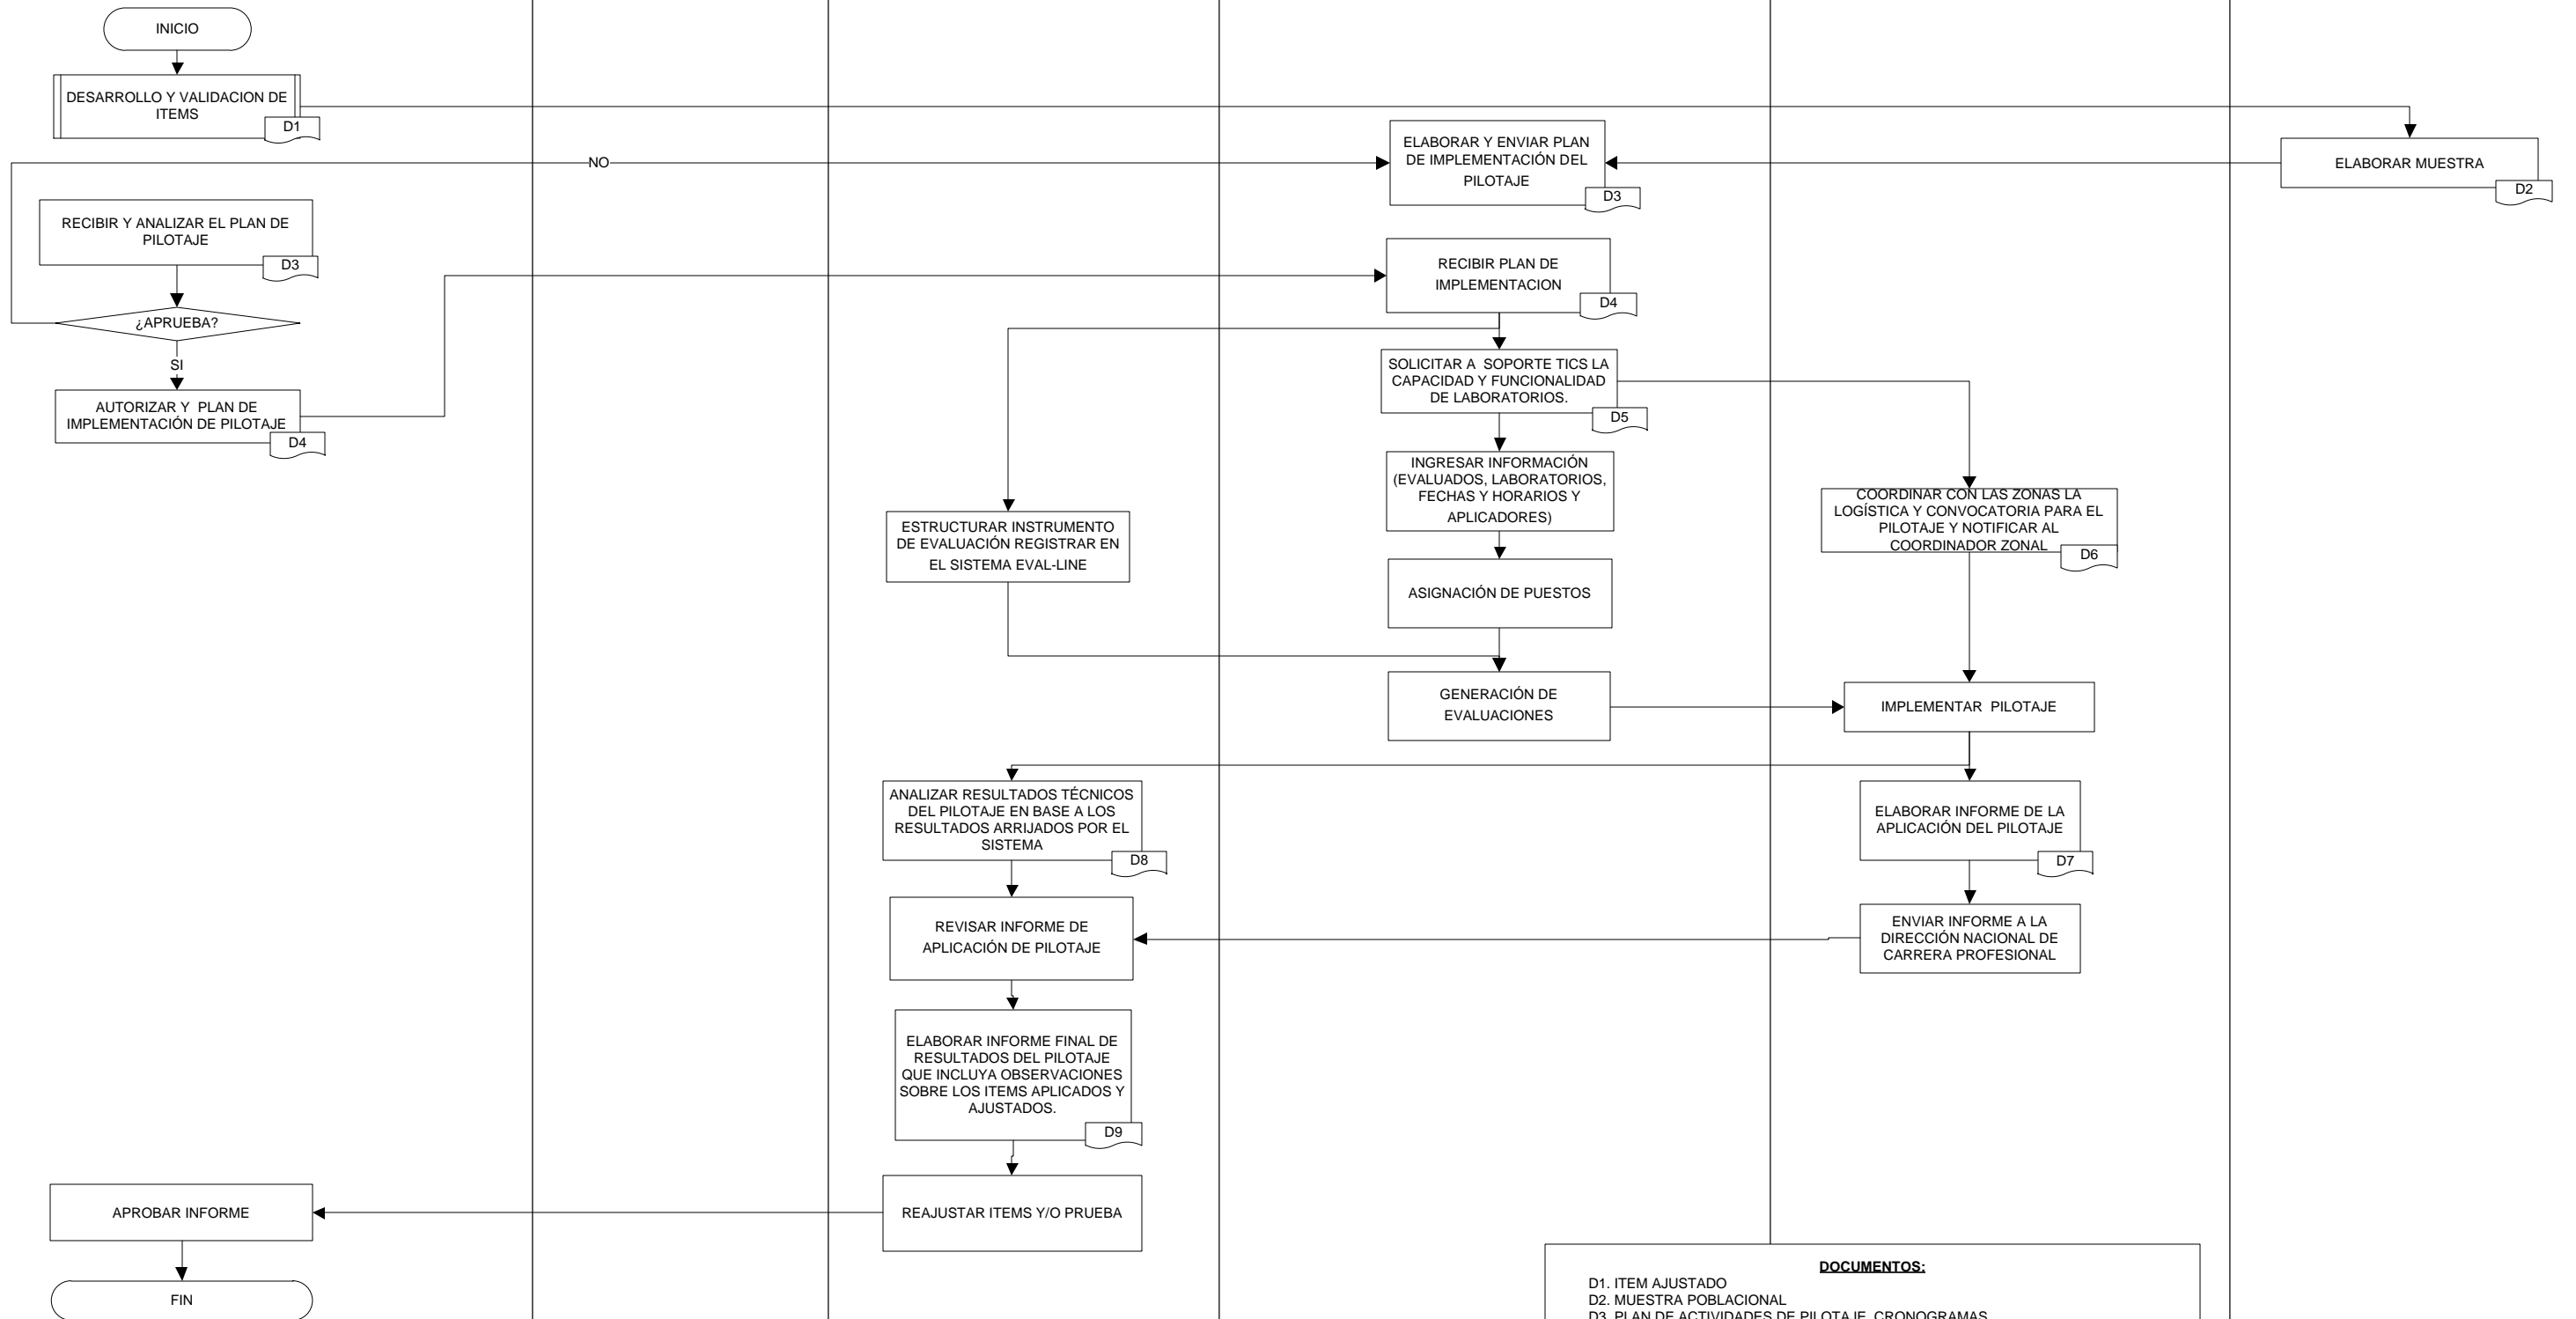 INICIO
DESARROLLO Y VALIDACION DE
ITEMS
D1
NO
ELABORAR Y ENVIAR PLAN
DE IMPLEMENTACIÓN DEL
PILOTAJE
D3
ELABORAR MUESTRA
D2
RECIBIR Y ANALIZAR EL PLAN DE
PILOTAJE
D3
¿APRUEBA?
SI
AUTORIZAR Y  PLAN DE
IMPLEMENTACIÓN DE PILOTAJE
D4
RECIBIR PLAN DE
IMPLEMENTACION
D4
SOLICITAR A  SOPORTE TICS LA
CAPACIDAD Y FUNCIONALIDAD
DE LABORATORIOS.
D5
INGRESAR INFORMACIÓN
(EVALUADOS, LABORATORIOS,
FECHAS Y HORARIOS Y
APLICADORES)
COORDINAR CON LAS ZONAS LA
LOGÍSTICA Y CONVOCATORIA PARA EL
PILOTAJE Y NOTIFICAR AL
COORDINADOR ZONAL
D6
ESTRUCTURAR INSTRUMENTO
DE EVALUACIÓN REGISTRAR EN
EL SISTEMA EVAL-LINE
ASIGNACIÓN DE PUESTOS
GENERACIÓN DE
EVALUACIONES
IMPLEMENTAR  PILOTAJE
ANALIZAR RESULTADOS TÉCNICOS
DEL PILOTAJE EN BASE A LOS
RESULTADOS ARRIJADOS POR EL
SISTEMA
D8
ELABORAR INFORME DE LA
APLICACIÓN DEL PILOTAJE
D7
REVISAR INFORME DE
APLICACIÓN DE PILOTAJE
ENVIAR INFORME A LA
DIRECCIÓN NACIONAL DE
CARRERA PROFESIONAL
ELABORAR INFORME FINAL DE
RESULTADOS DEL PILOTAJE
QUE INCLUYA OBSERVACIONES
SOBRE LOS ITEMS APLICADOS Y
AJUSTADOS.
D9
REAJUSTAR ITEMS Y/O PRUEBA
APROBAR INFORME
FIN
DOCUMENTOS:
D1. ITEM AJUSTADO
D2. MUESTRA POBLACIONAL
D3. PLAN DE ACTIVIDADES DE PILOTAJE, CRONOGRAMAS